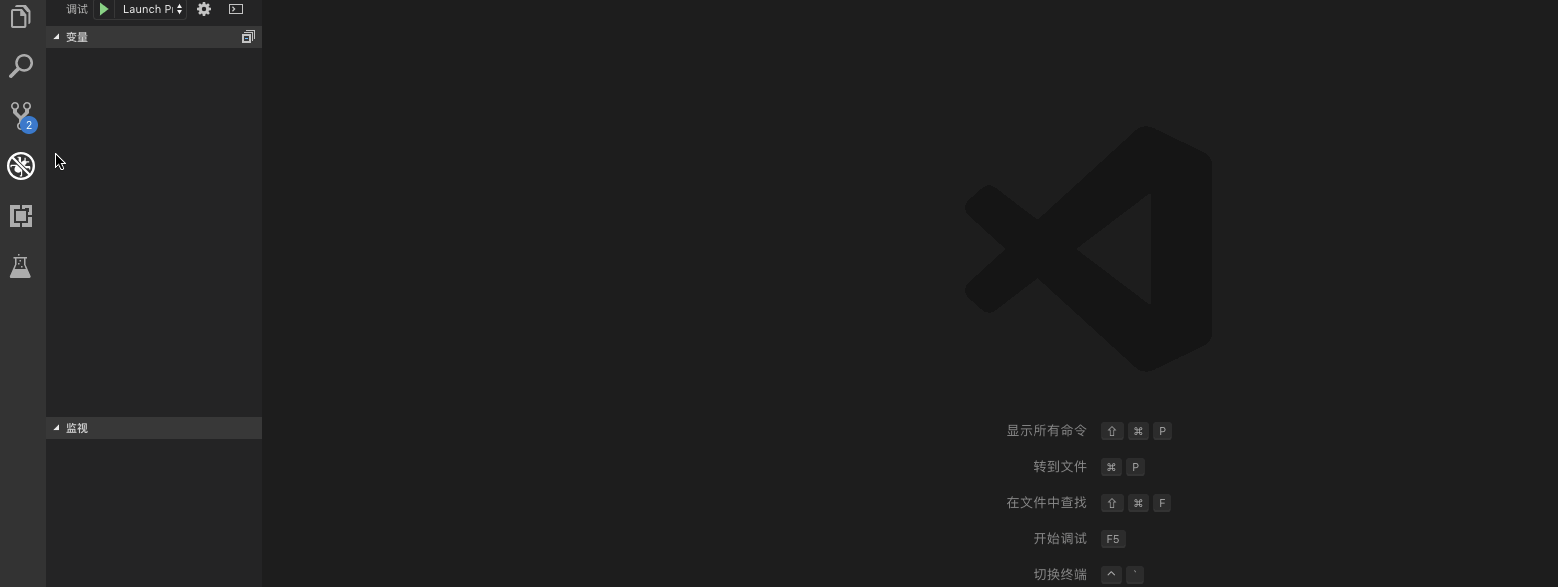 调试 Launch Pr
变量
2
监视
显示所有命令 ⇧ ⌘ P
转到文件 ⌘ P
在文件中查找 ⇧ ⌘ F
开始调试 F5
切换终端 ^ `